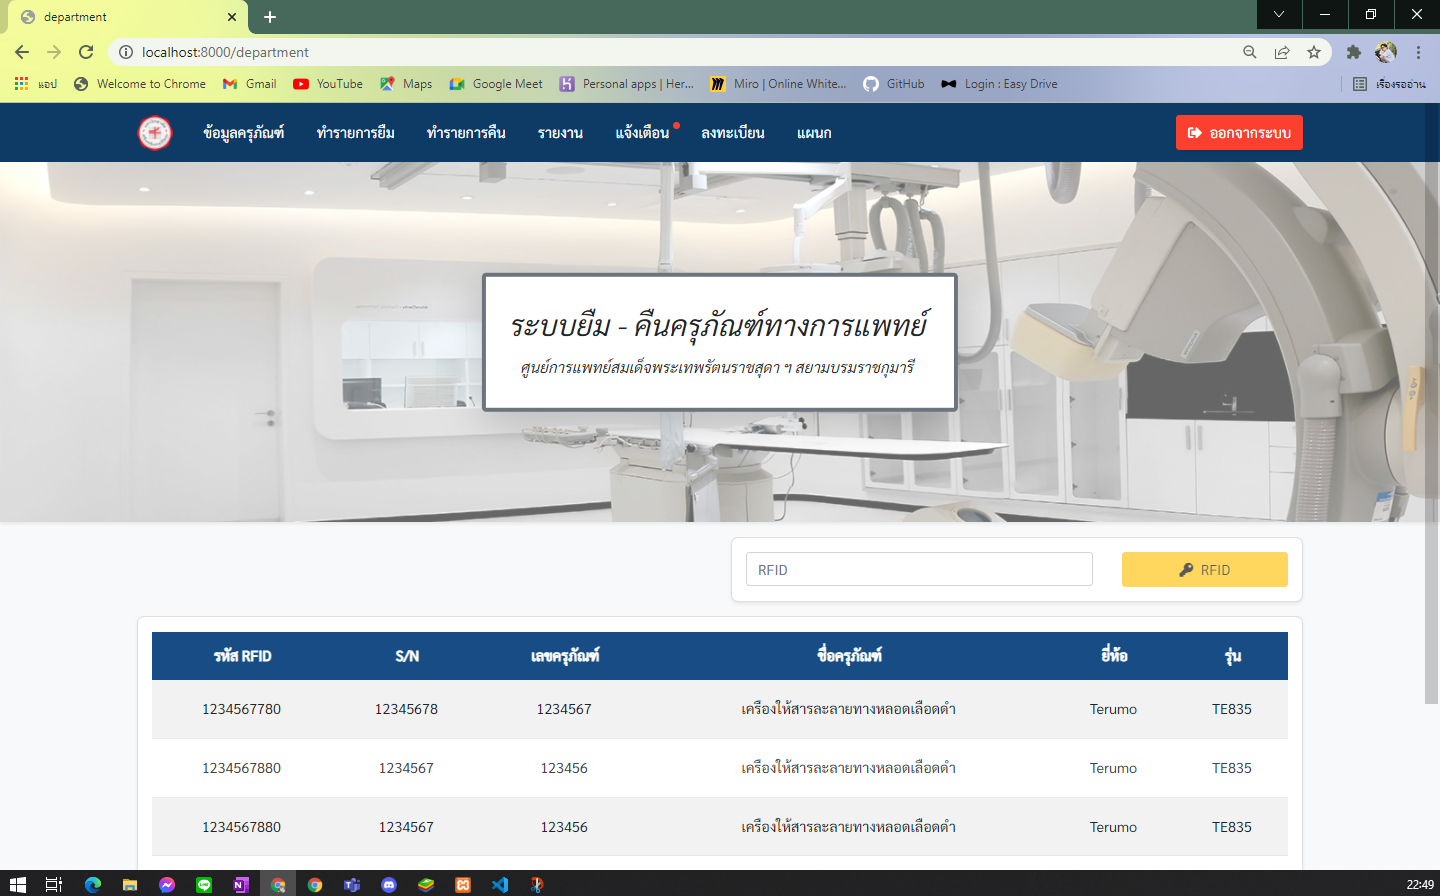 department
localhost:8000/department
แอป Welcome to Chrome Gmail YouTube Maps Google Meet Personal apps | Her... Miro | Online White... GitHub Login : Easy Drive เรื่องรออ่าน
ข้อมูลครุภัณฑ์ ทำรายการยืม ทำรายการคืน รายงาน แจ้งเตือน ลงทะเบียน แผนก ออกจากระบบ
ระบบยืม - คืนครุภัณฑ์ทางการแพทย์
ศูนย์การแพทย์สมเด็จพระเทพรัตนราชสุดา ฯ สยามบรมราชกุมารี
RFID RFID
รหัส RFID S/N เลขครุภัณฑ์ ชื่อครุภัณฑ์ ยี่ห้อ รุ่น
1234567780 12345678 1234567 เครื่องให้สารละลายทางหลอดเลือดดำ Terumo TE835
1234567880 1234567 123456 เครื่องให้สารละลายทางหลอดเลือดดำ Terumo TE835
1234567880 1234567 123456 เครื่องให้สารละลายทางหลอดเลือดดำ Terumo TE835
22:49